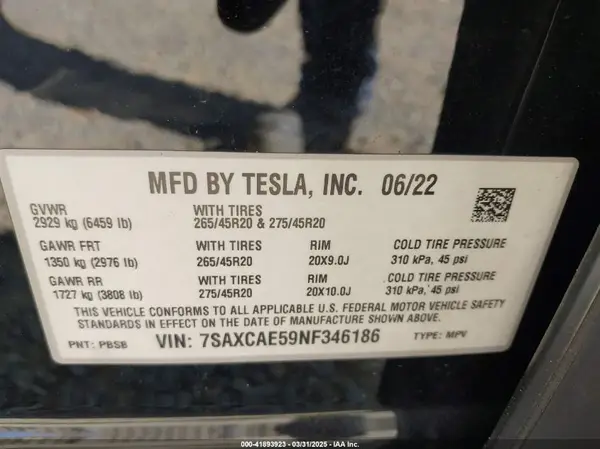 MFD BY TESLA, INC. 06/22
GVWR WITH TIRES
2929 kg (6459 lb) 265/45R20 & 275/45R20
GAWR FRT WITH TIRES RIM COLD TIRE PRESSURE
1350 kg (2976 lb) 265/45R20 20X9.0J 310 kPa, 45 psi
GAWR RR WITH TIRES RIM COLD TIRE PRESSURE
1727 kg (3808 lb) 275/45R20 20X10.0J 310 kPa, 45 psi
THIS VEHICLE CONFORMS TO ALL APPLICABLE U.S. FEDERAL MOTOR VEHICLE SAFETY
STANDARDS IN EFFECT ON THE DATE OF MANUFACTURE SHOWN ABOVE.
PNT: PBSB VIN: 7SAXCAE59NF346186 TYPE: MPV
000-41893923 | 03/31/2025 - IAA Inc.